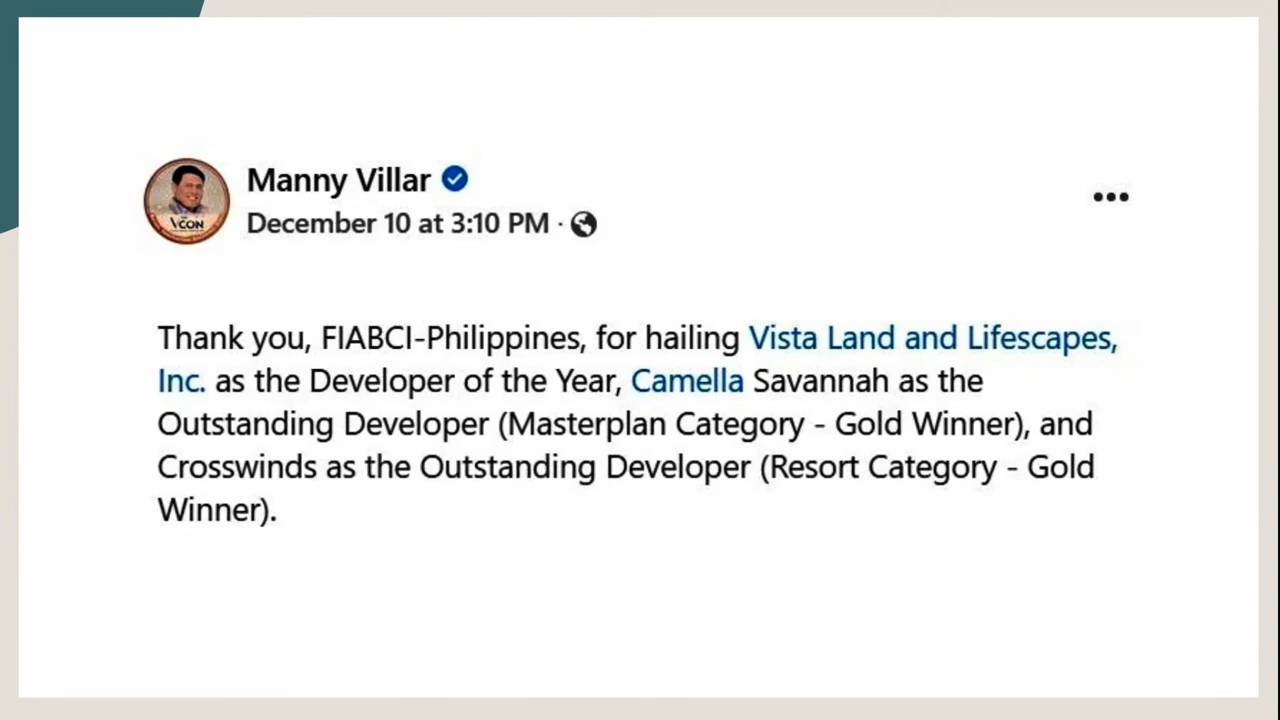 Manny Villar
December 10 at 3:10 PM ·
VCON
Thank you, FIABCI-Philippines, for hailing Vista Land and Lifescapes,
Inc. as the Developer of the Year, Camella Savannah as the
Outstanding Developer (Masterplan Category - Gold Winner), and
Crosswinds as the Outstanding Developer (Resort Category - Gold
Winner).